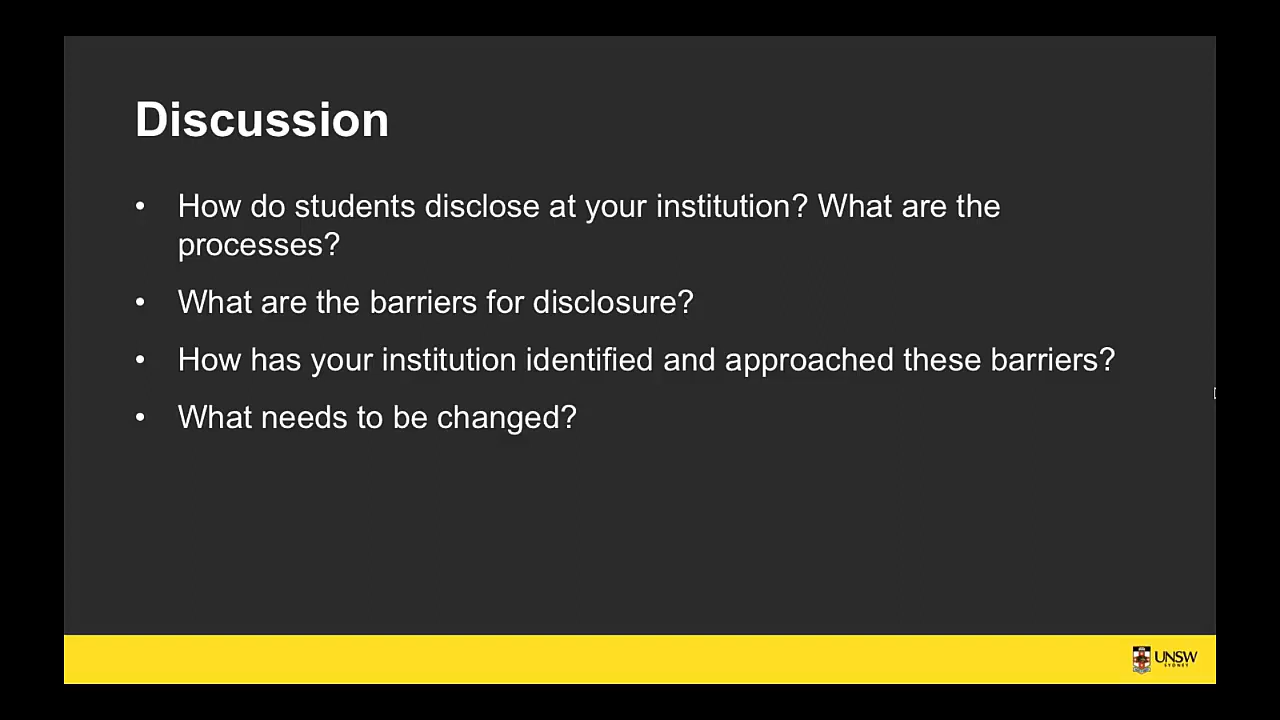 Discussion
• How do students disclose at your institution? What are the
processes?
• What are the barriers for disclosure?
• How has your institution identified and approached these barriers?
• What needs to be changed?
UNSW
SYDNEY